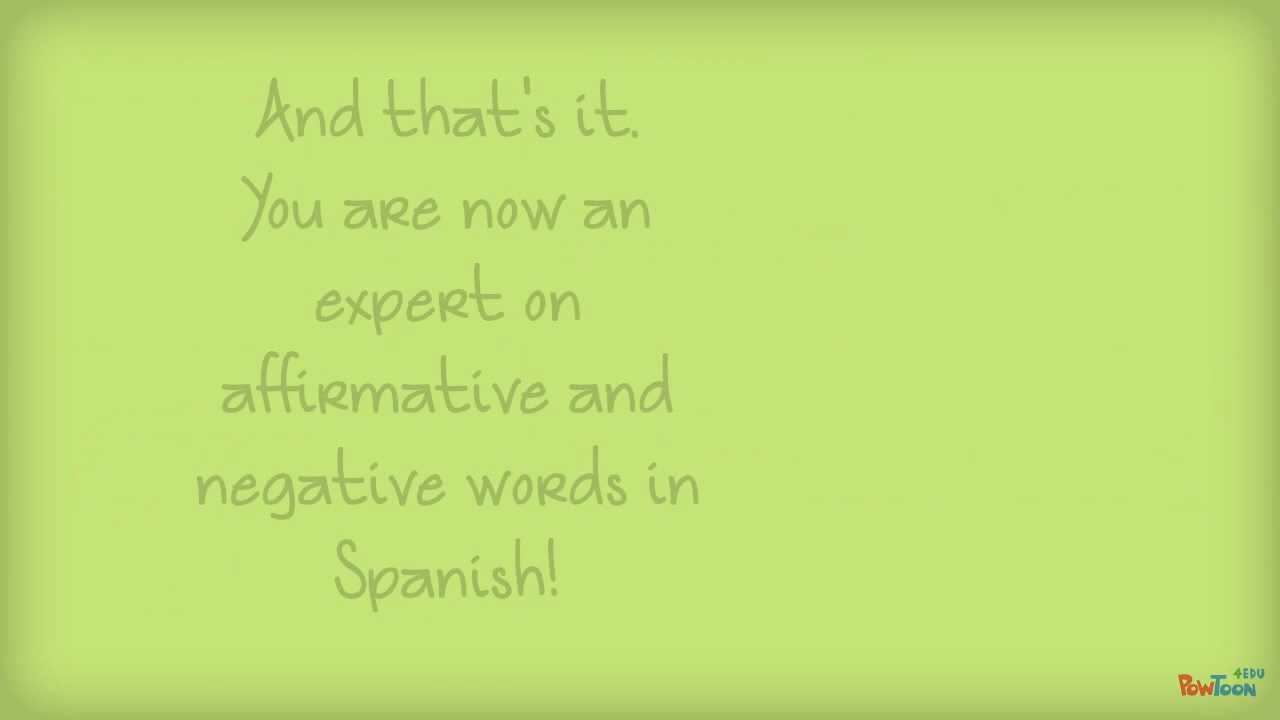 And that's it.
You are now an
expert on
affirmative and
negative words in
Spanish!
4EDU
PowToon